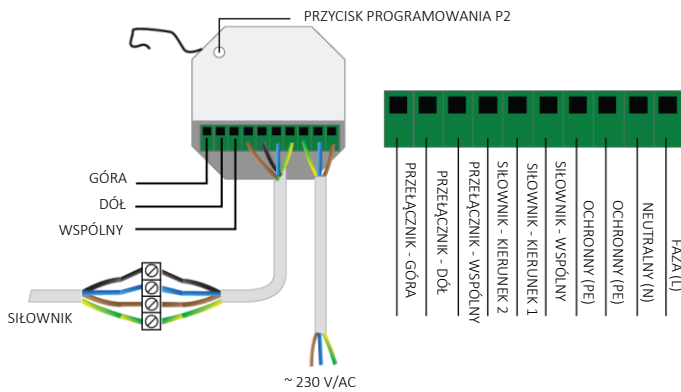 PRZYCISK PROGRAMOWANIA P2
GÓRA
DÓŁ
WSPÓLNY
SIŁOWNIK
~ 230 V/AC
PRZEŁĄCZNIK - GÓRA
PRZEŁĄCZNIK - DÓŁ
PRZEŁĄCZNIK - WSPÓLNY
SIŁOWNIK - KIERUNEK 2
SIŁOWNIK - KIERUNEK 1
SIŁOWNIK - WSPÓLNY
OCHRONNY (PE)
OCHRONNY (PE)
NEUTRALNY (N)
FAZA (L)